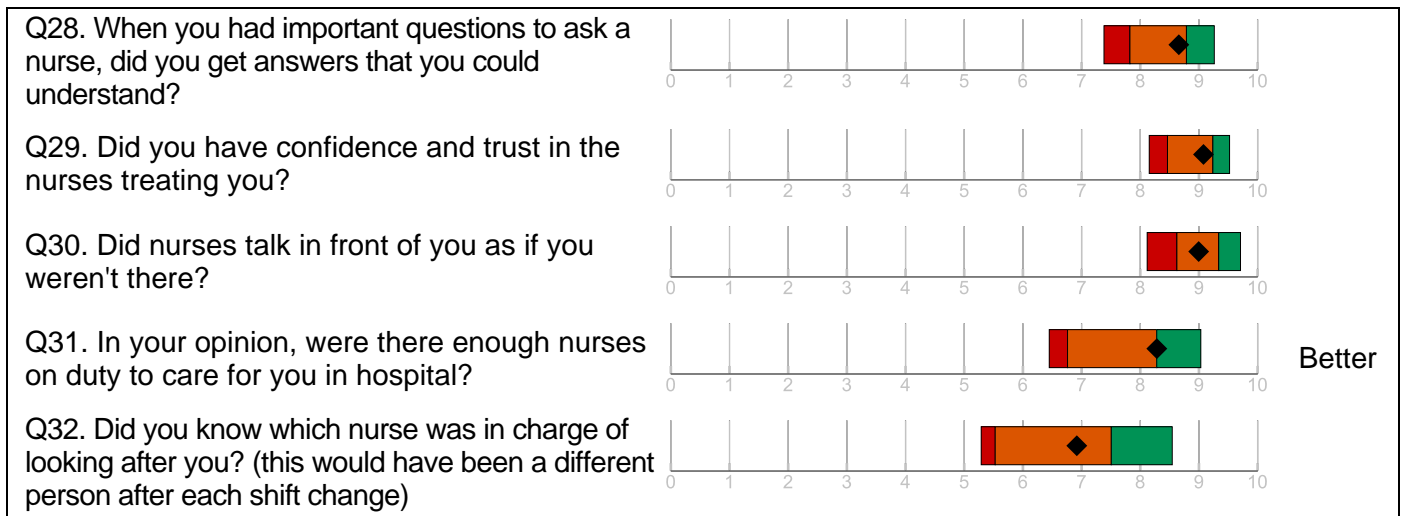 Q28. When you had important questions to ask a
nurse, did you get answers that you could
understand?
0 1 2 3 4 5 6 7 8 9 10
Q29. Did you have confidence and trust in the
nurses treating you?
0 1 2 3 4 5 6 7 8 9 10
Q30. Did nurses talk in front of you as if you
weren't there?
0 1 2 3 4 5 6 7 8 9 10
Q31. In your opinion, were there enough nurses
on duty to care for you in hospital?
0 1 2 3 4 5 6 7 8 9 10
Better
Q32. Did you know which nurse was in charge of
looking after you? (this would have been a different
person after each shift change)
0 1 2 3 4 5 6 7 8 9 10